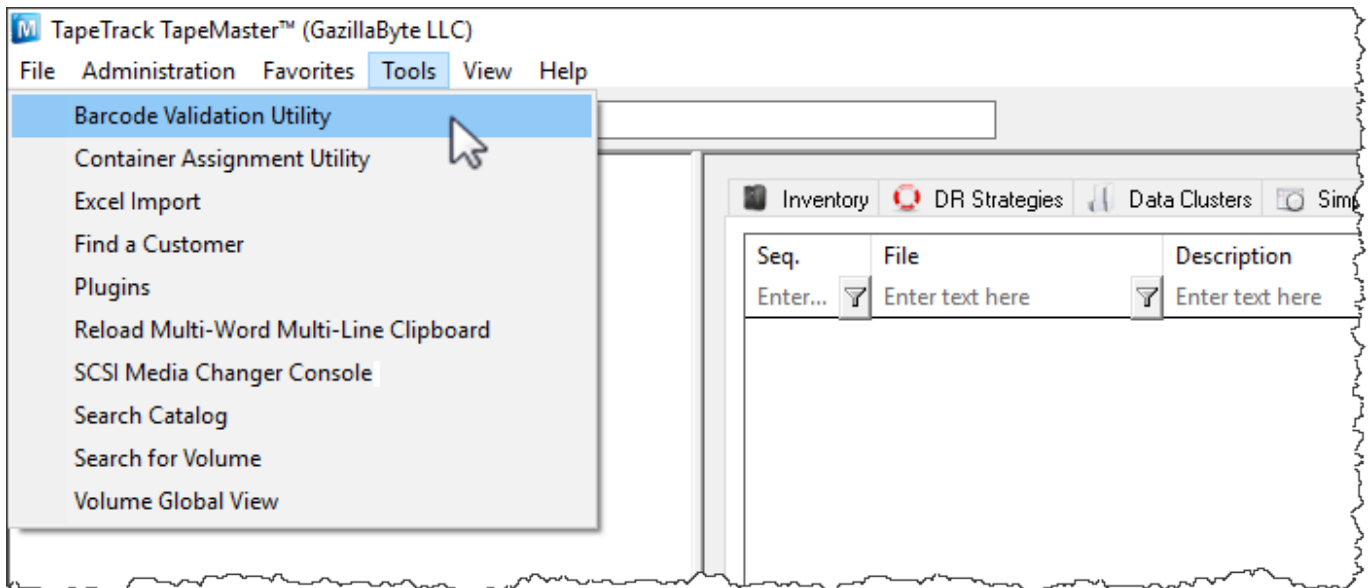 TapeTrack TapeMaster™ (GazillaByte LLC)
File Administration Favorites Tools View Help
Barcode Validation Utility
Container Assignment Utility
Excel Import
Find a Customer
Plugins
Reload Multi-Word Multi-Line Clipboard
SCSI Media Changer Console
Search Catalog
Search for Volume
Volume Global View
Inventory DR Strategies Data Clusters
Seq. File Description
Enter... Enter text here Enter text here